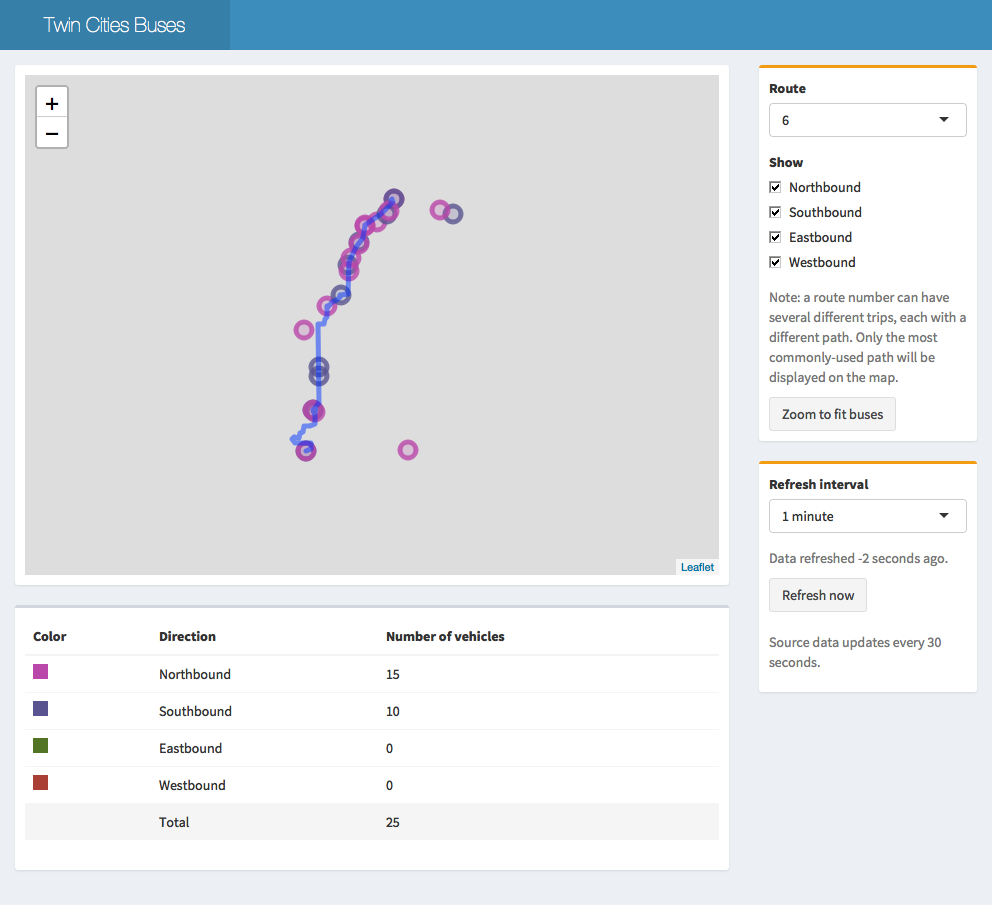 Twin Cities Buses
+
−
Leaflet
Route
6
Show
Northbound
Southbound
Eastbound
Westbound
Note: a route number can have
several different trips, each with a
different path. Only the most
commonly-used path will be
displayed on the map.
Zoom to fit buses
Refresh interval
1 minute
Data refreshed -2 seconds ago.
Refresh now
Source data updates every 30
seconds.
Color Direction Number of vehicles
Northbound 15
Southbound 10
Eastbound 0
Westbound 0
Total 25